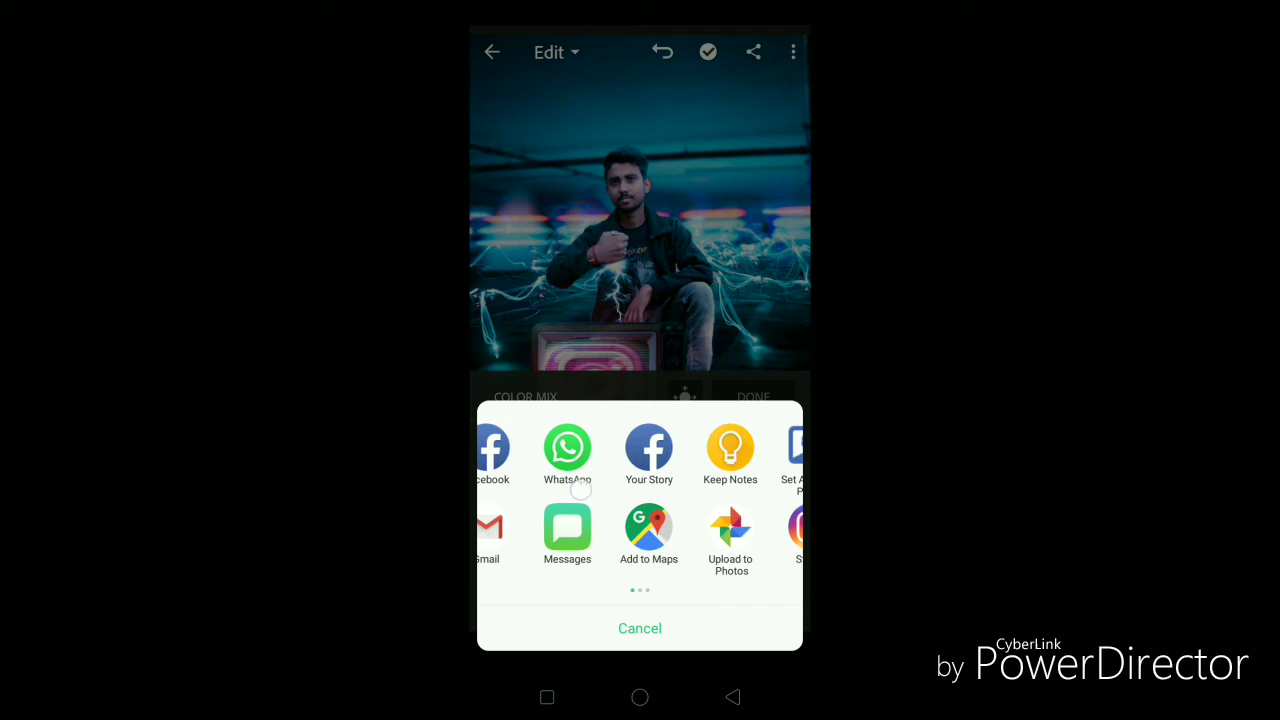 Edit
COLOR MIX
DONE
cebook
WhatsApp
Your Story
Keep Notes
Set A
P
Gmail
Messages
Add to Maps
Upload to
Photos
S
Cancel
CyberLink
by PowerDirector